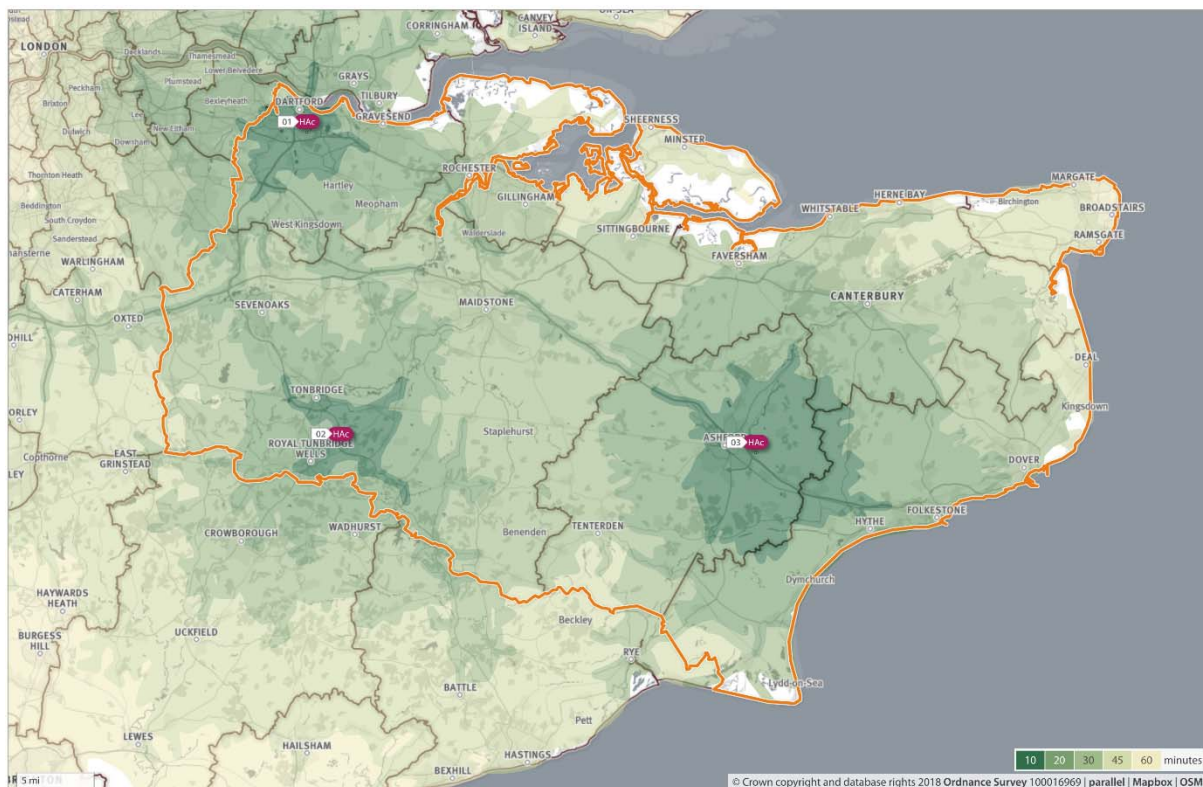 ON-SEA
CANVEY
ISLAND
CORRINGHAM
LONDON
Dacklands
Thamesmead
Lower Belvedere
GRAYS
Plumstead
Peckham
Bexleyheath
TILBURY
DARTFORD
Brixton
Lee
01 HAc
GRAVESEND
New Eltham
SHEERNESS
Dulwich
Downham
MINSTER
Thornton Heath
ROCHESTER
MARGATE
Beddington
Hartley
HERNE BAY
Birchington
GILLINGHAM
Meopham
WHITSTABLE
BROADSTAIRS
South Croydon
West Kingsdown
Walderslade
SITTINGBOURNE
RAMSGATE
Sanderstead
WARLINGHAM
FAVERSHAM
CATERHAM
CANTERBURY
SEVENOAKS
MAIDSTONE
OXTED
DEAL
TONBRIDGE
Kingsdown
02 HAc
Staplehurst
ROYAL TUNBRIDGE
WELLS
ASHFORD
03 HAc
Copthorne
EAST
GRINSTEAD
DOVER
FOLKESTONE
HYTHE
TENTERDEN
CROWBOROUGH
WADHURST
Benenden
Dymchurch
HAYWARDS
HEATH
Beckley
UCKFIELD
BURGESS
HILL
RYE
Lydd-on-Sea
BATTLE
Pett
LEWES
HAILSHAM
HASTINGS
BEXHILL
10 20 30 45 60 minutes
5 mi
© Crown copyright and database rights 2018 Ordnance Survey 100016969 | parallel | Mapbox | OSM